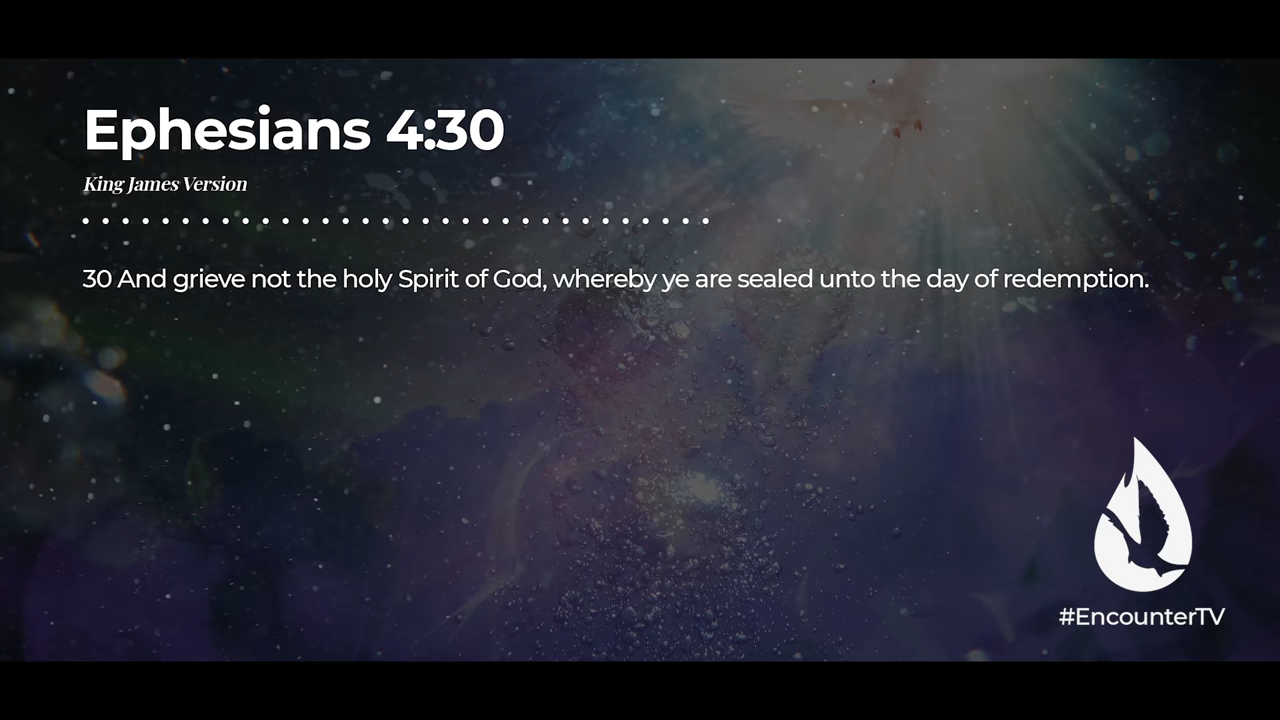 Ephesians 4:30
King James Version
30 And grieve not the holy Spirit of God, whereby ye are sealed unto the day of redemption.
#EncounterTV